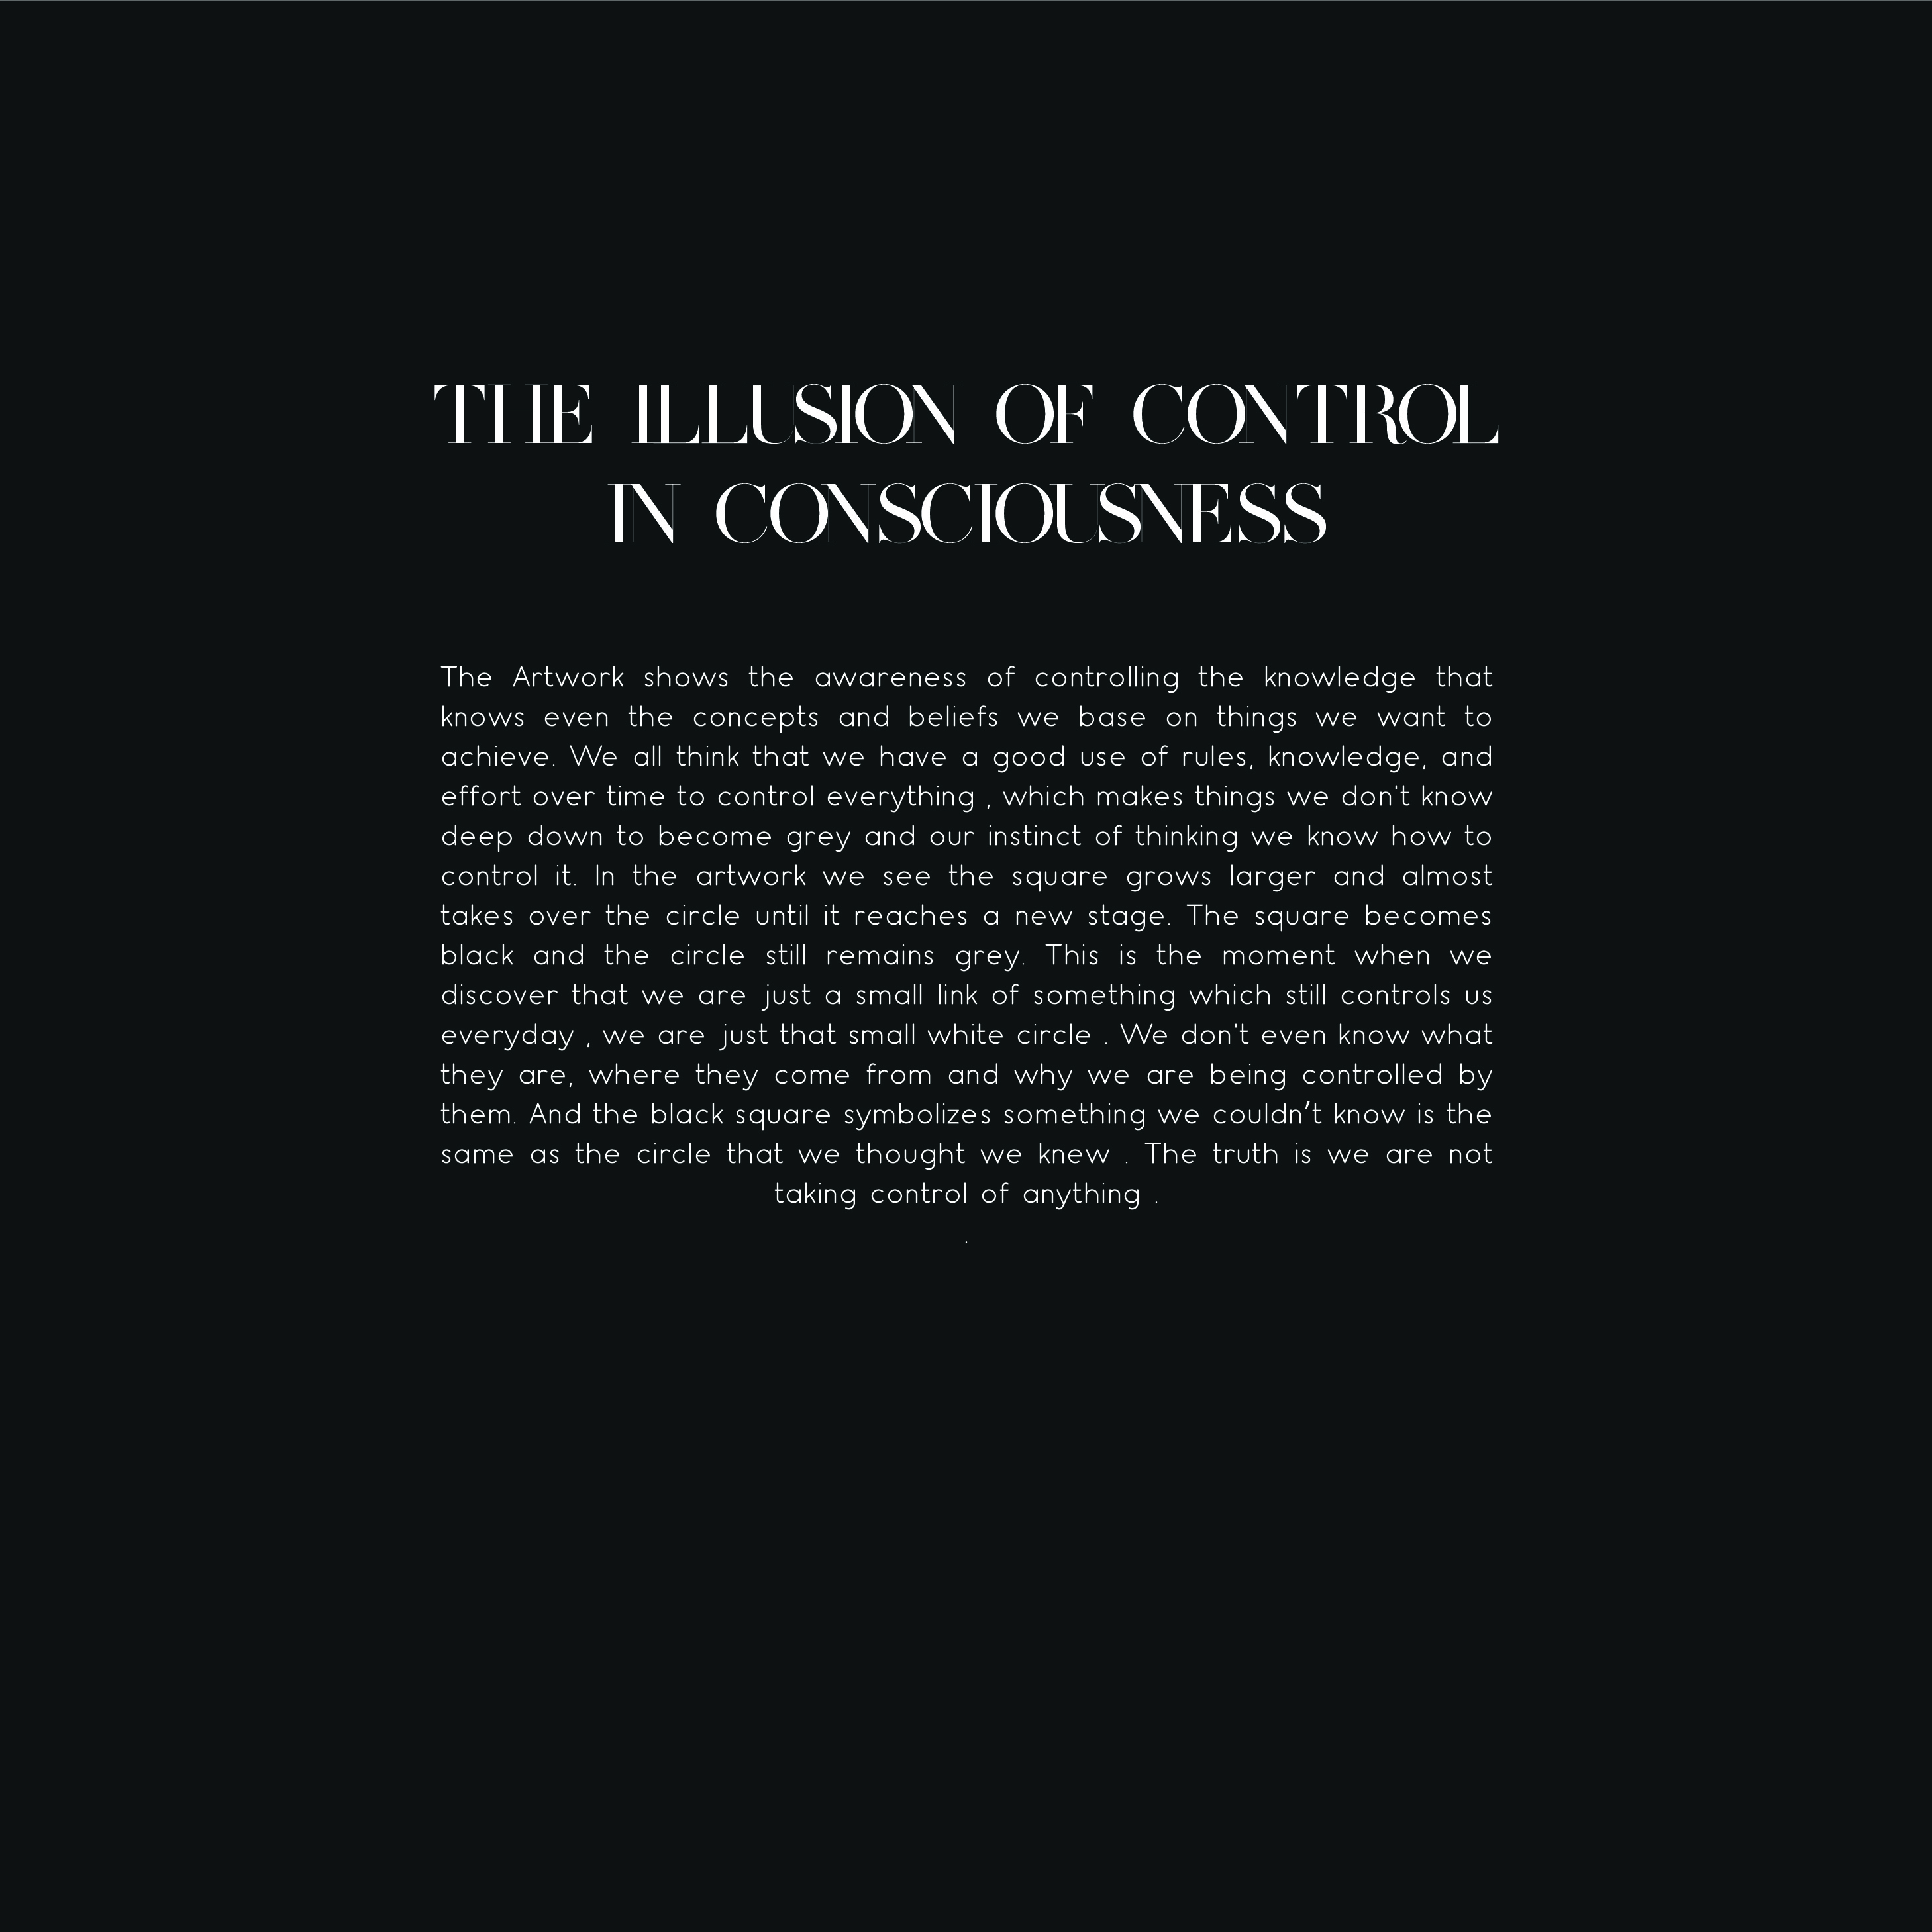 THE ILLUSION OF CONTROL
IN CONSCIOUSNESS
The Artwork shows the awareness of controlling the knowledge that
knows even the concepts and beliefs we base on things we want to
achieve. We all think that we have a good use of rules, knowledge, and
effort over time to control everything , which makes things we don't know
deep down to become grey and our instinct of thinking we know how to
control it. In the artwork we see the square grows larger and almost
takes over the circle until it reaches a new stage. The square becomes
black and the circle still remains grey. This is the moment when we
discover that we are just a small link of something which still controls us
everyday , we are just that small white circle . We don't even know what
they are, where they come from and why we are being controlled by
them. And the black square symbolizes something we couldn’t know is the
same as the circle that we thought we knew . The truth is we are not
taking control of anything .
.